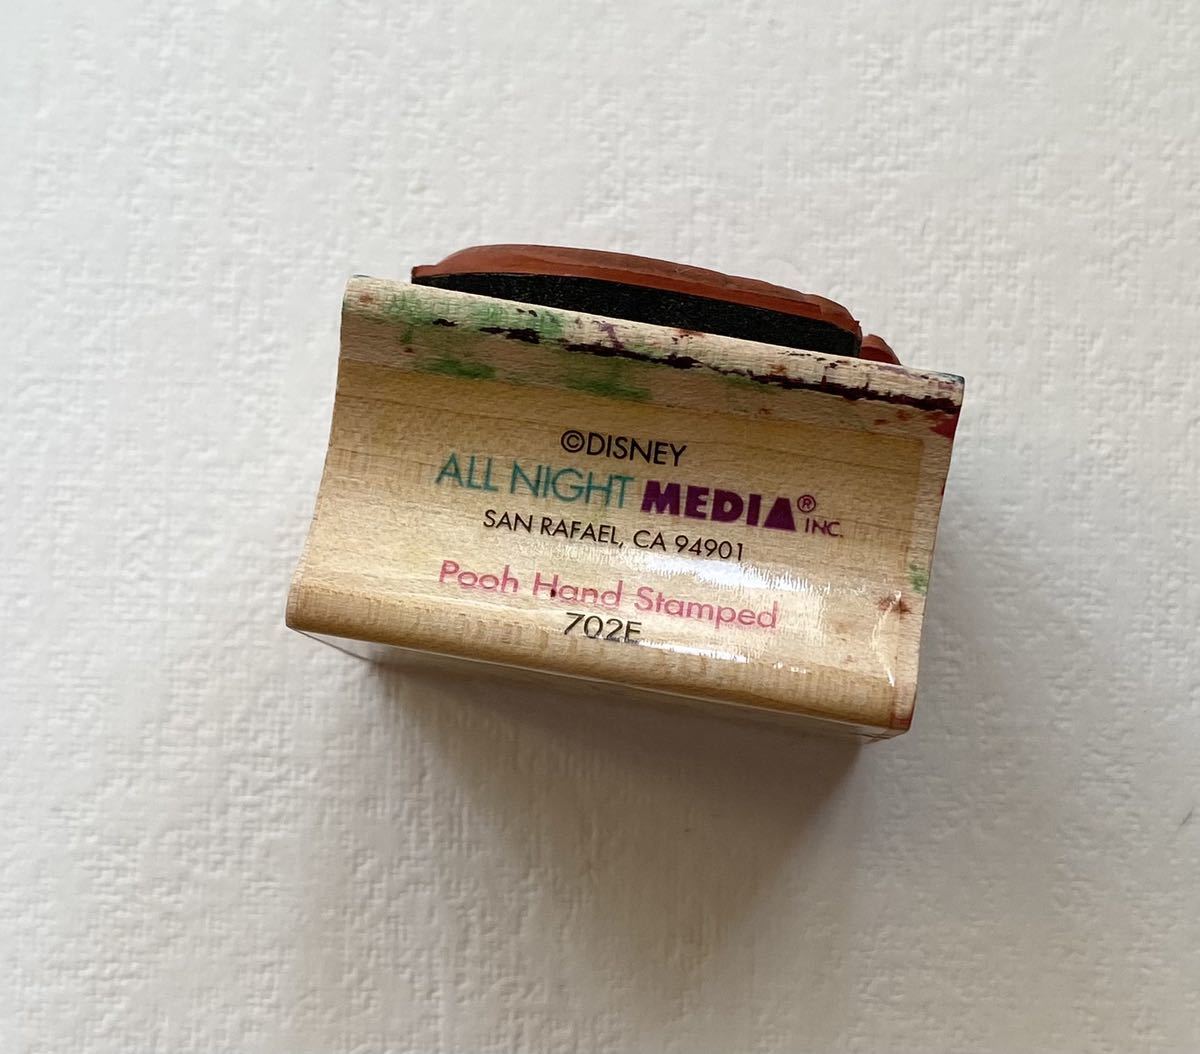 ©DISNEY
ALL NIGHT MEDIA® INC.
SAN RAFAEL, CA 94901
Pooh Hand Stamped
702E